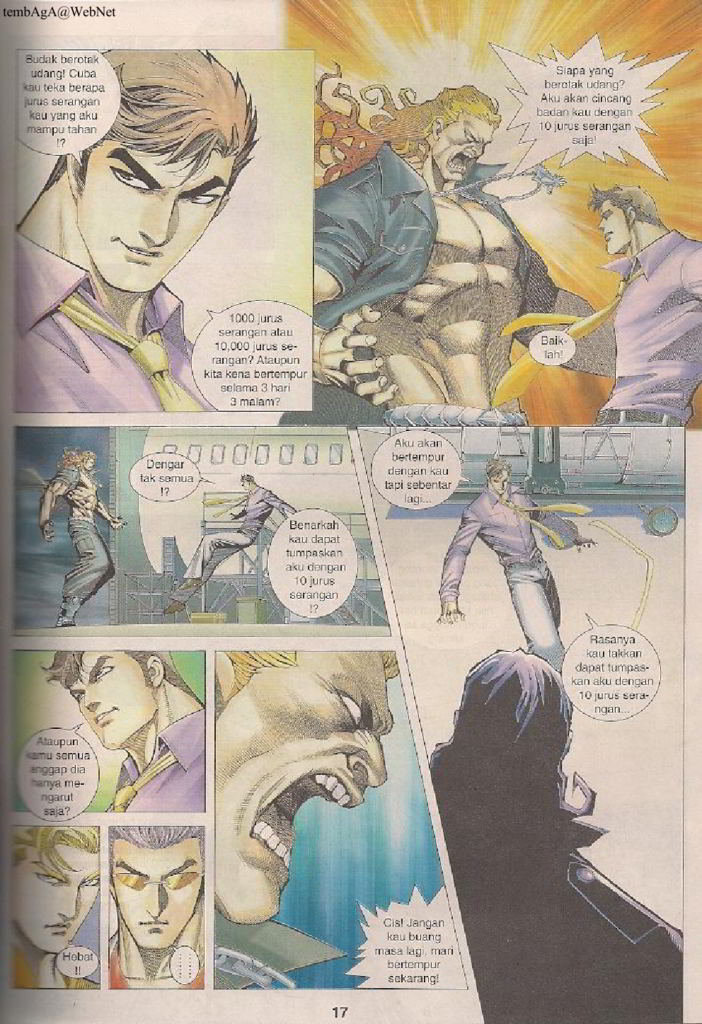 tembAgA@WebNet
Budak berotak
udang! Cuba
kau teka berapa
jurus serangan
kau yang aku
mampu tahan
!?
1000 jurus
serangan atau
10,000 jurus se-
rangan? Ataupun
kita kena bertempur
selama 3 hari
3 malam?
Siapa yang
berotak udang?
Aku akan cincang
badan kau dengan
10 jurus serangan
saja!
Baik-
lah!
Dengar
tak semua
!?
Benarkah
kau dapat
tumpaskan
aku dengan
10 jurus
serangan
!?
Aku akan
bertempur
dengan kau
tapi sebentar
lagi...
Rasanya
kau takkan
dapat tumpas-
kan aku dengan
10 jurus sera-
ngan...
Ataupun
kamu semua
anggap dia
hanya me-
ngarut
saja?
Hebat
!!
Cis! Jangan
kau buang
masa lagi, mari
bertempur
sekarang!
17